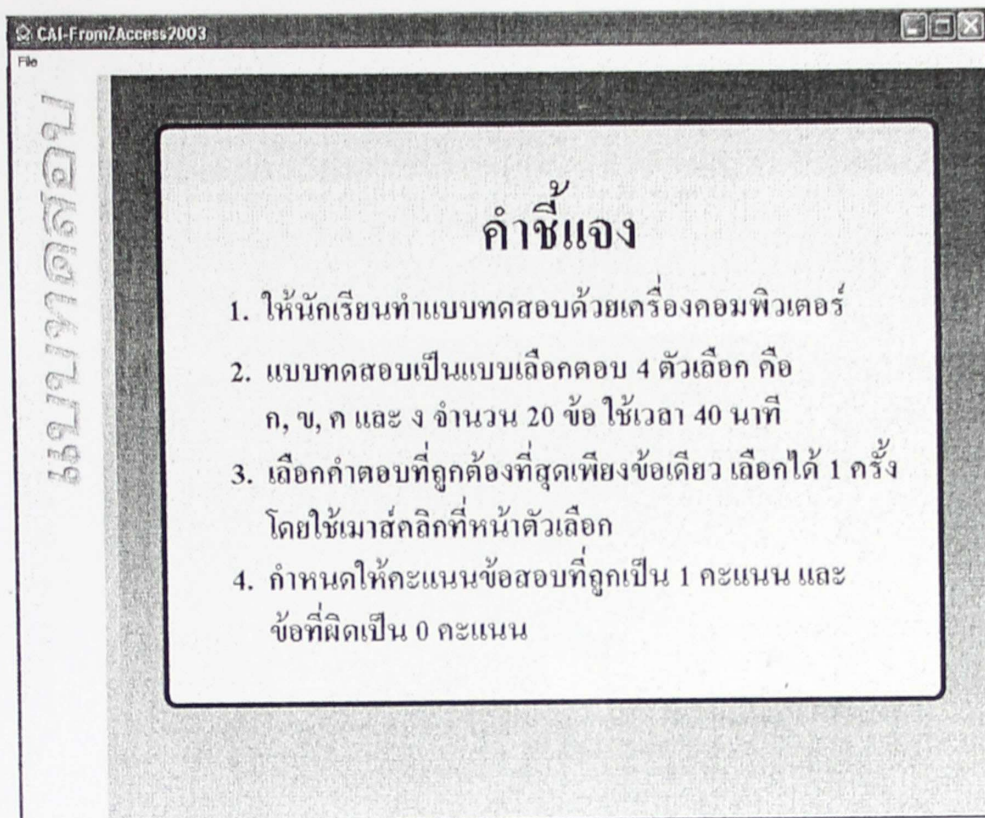 CAI-From7Access2003
File
แบบทดสอบ
คำชี้แจง
1. ให้นักเรียนทำแบบทดสอบด้วยเครื่องคอมพิวเตอร์
2. แบบทดสอบเป็นแบบเลือกตอบ 4 ตัวเลือก คือ
ก, ข, ค และ ง จำนวน 20 ข้อ ใช้เวลา 40 นาที
3. เลือกคำตอบที่ถูกต้องที่สุดเพียงข้อเดียว เลือกได้ 1 ครั้ง
โดยใช้เมาส์คลิกที่หน้าตัวเลือก
4. กำหนดให้คะแนนข้อสอบที่ถูกเป็น 1 คะแนน และ
ข้อที่ผิดเป็น 0 คะแนน